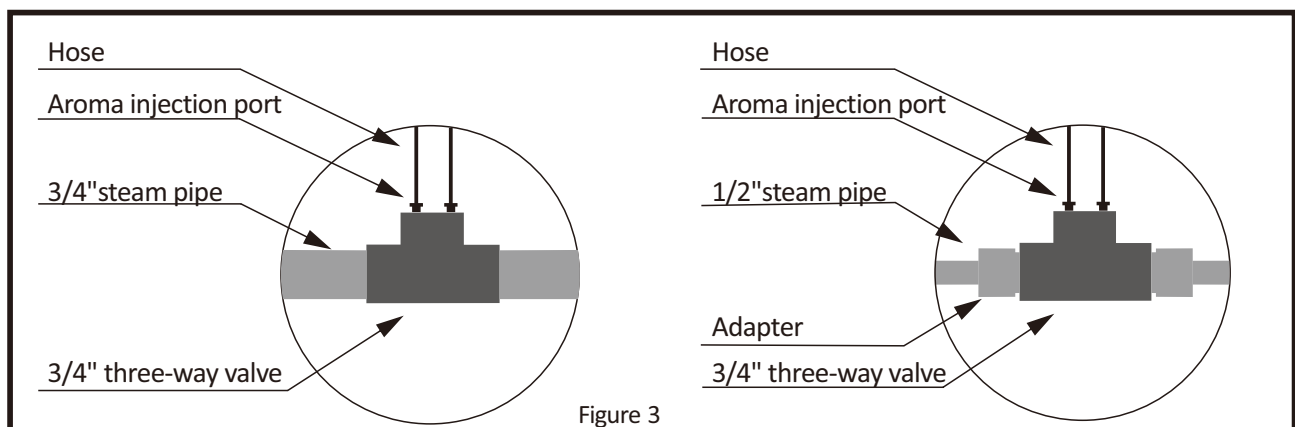 Hose
Aroma injection port
3/4"steam pipe
3/4" three-way valve
Hose
Aroma injection port
1/2"steam pipe
Adapter
3/4" three-way valve
Figure 3